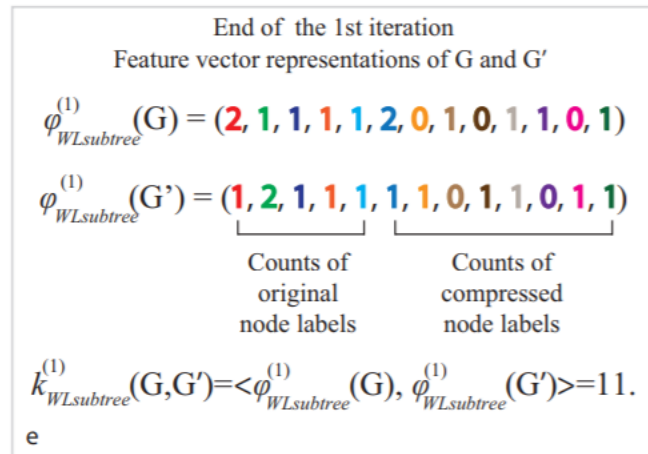 End of the 1st iteration
Feature vector representations of G and G′
φ^{(1)}_{WLsubtree}(G) = (2, 1, 1, 1, 1, 2, 0, 1, 0, 1, 1, 0, 1)
φ^{(1)}_{WLsubtree}(G’) = (1, 2, 1, 1, 1, 1, 1, 0, 1, 1, 0, 1, 1)
Counts of original node labels
Counts of compressed node labels
k^{(1)}_{WLsubtree}(G,G′)=<φ^{(1)}_{WLsubtree}(G), φ^{(1)}_{WLsubtree}(G′)>=11.
e